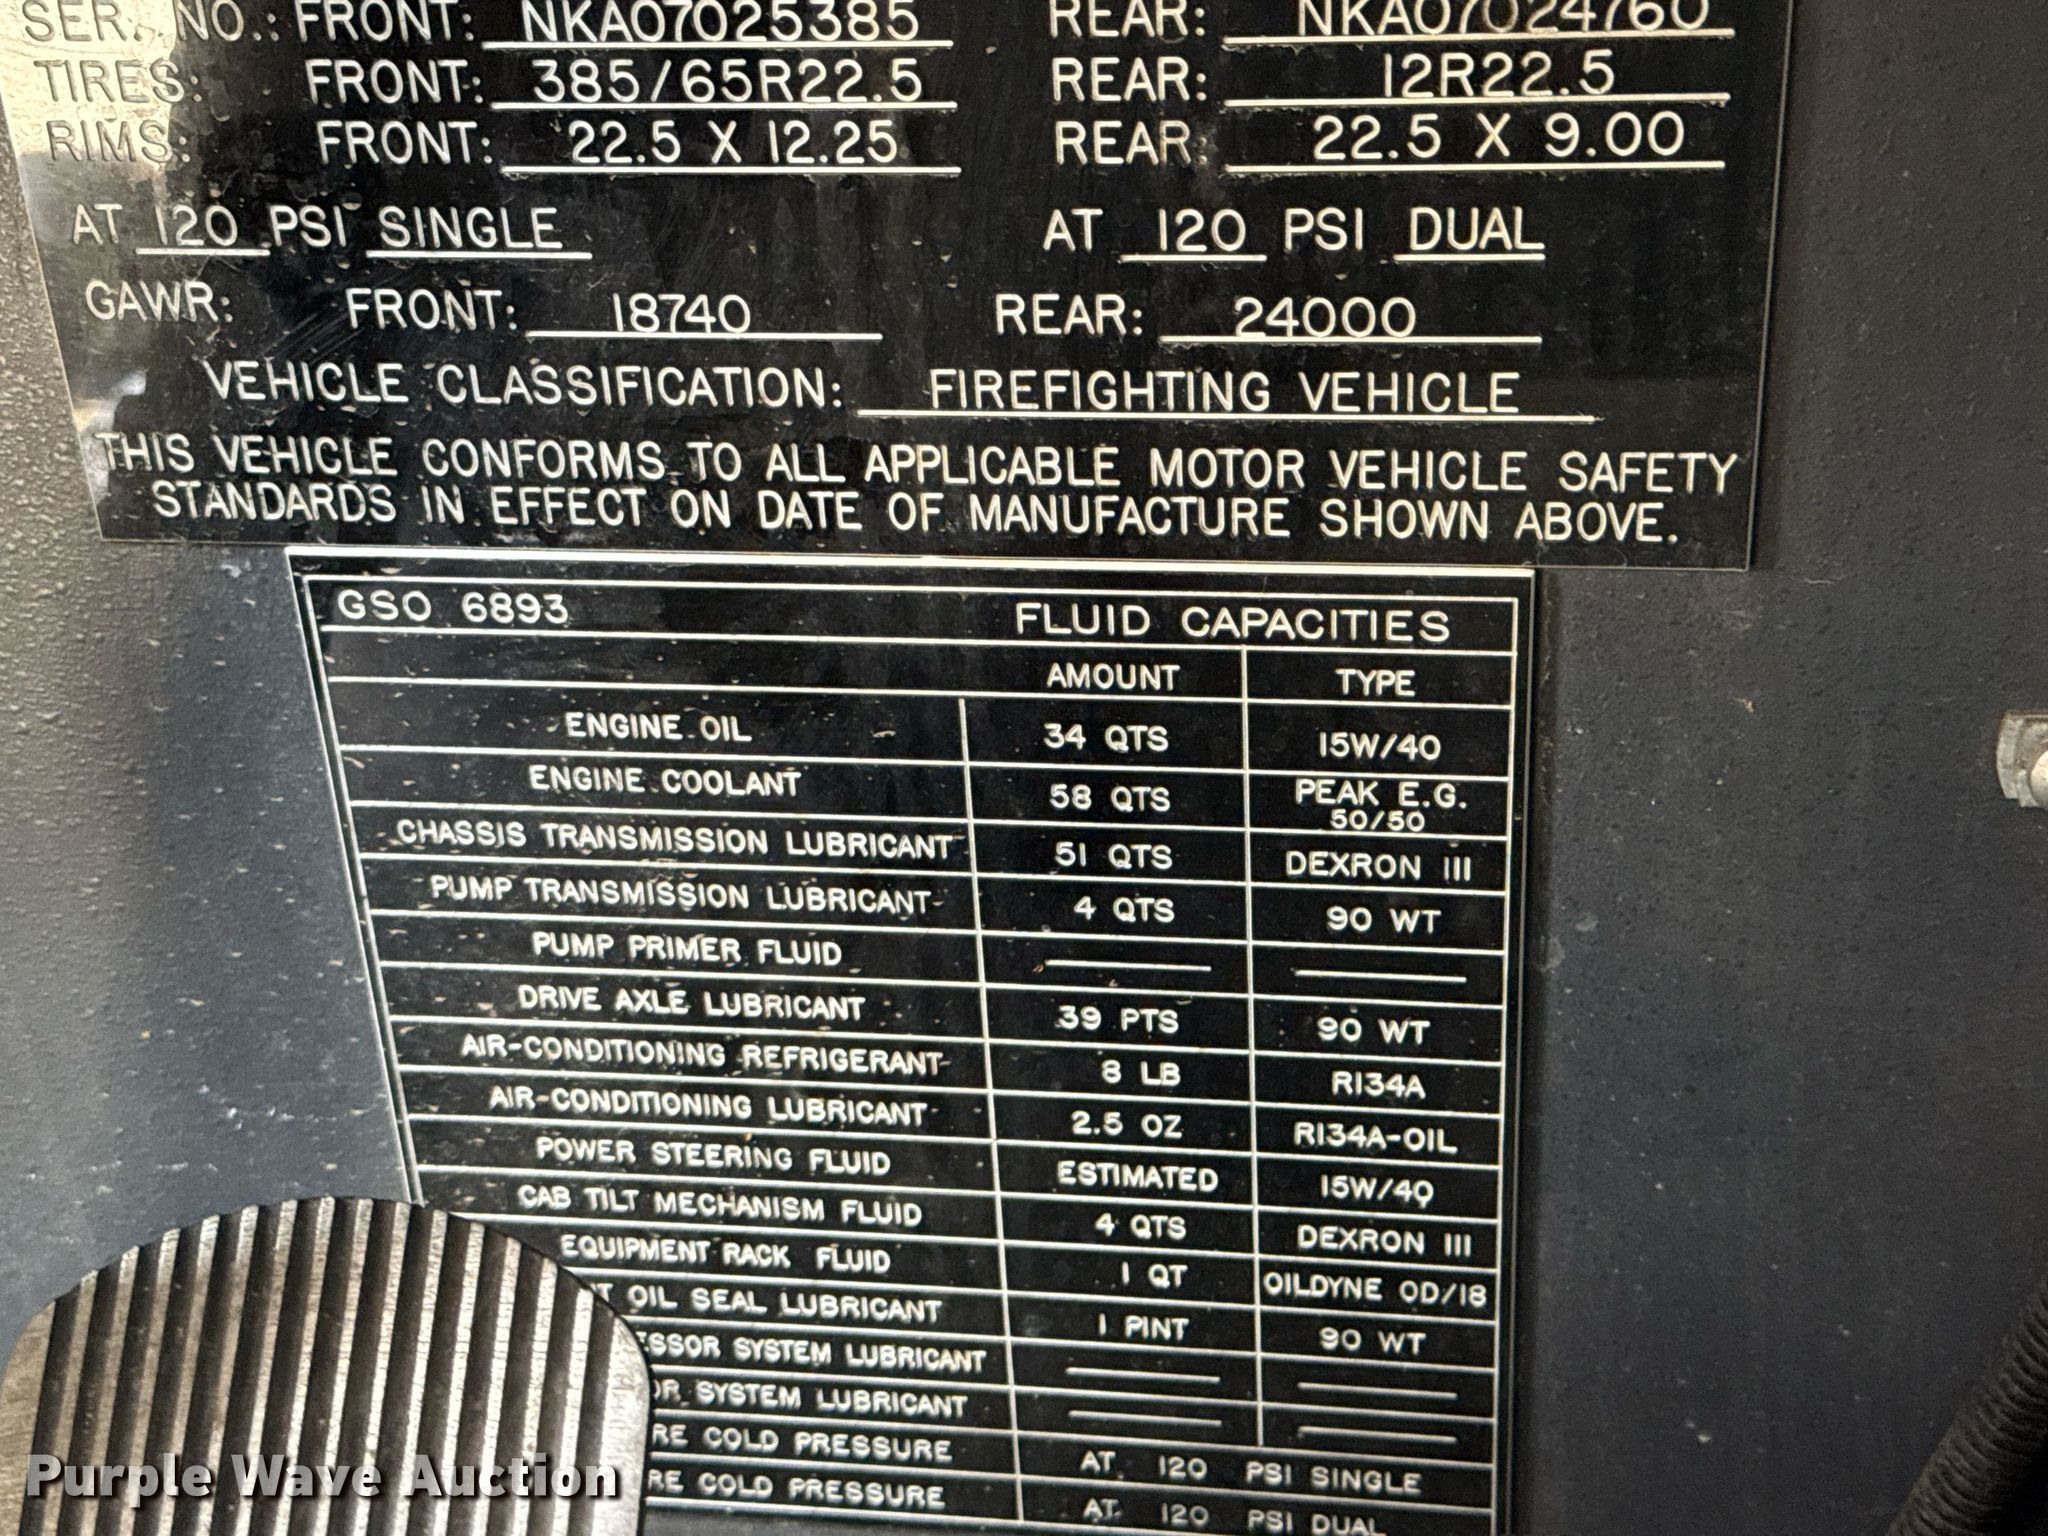 SER. NO.: FRONT: NKA07025385 REAR: NKA07024760
TIRES: FRONT: 385/65R22.5 REAR: 12R22.5
RIMS: FRONT: 22.5 X 12.25 REAR: 22.5 X 9.00
AT 120 PSI SINGLE AT 120 PSI DUAL
GAWR: FRONT: 18740 REAR: 24000
VEHICLE CLASSIFICATION: FIREFIGHTING VEHICLE
THIS VEHICLE CONFORMS TO ALL APPLICABLE MOTOR VEHICLE SAFETY
STANDARDS IN EFFECT ON DATE OF MANUFACTURE SHOWN ABOVE.
GSO 6893 FLUID CAPACITIES
AMOUNT TYPE
ENGINE OIL 34 QTS 15W/40
ENGINE COOLANT 58 QTS PEAK E.G. 50/50
CHASSIS TRANSMISSION LUBRICANT 51 QTS DEXRON III
PUMP TRANSMISSION LUBRICANT 4 QTS 90 WT
PUMP PRIMER FLUID
DRIVE AXLE LUBRICANT 39 PTS 90 WT
AIR-CONDITIONING REFRIGERANT 8 LB R134A
AIR-CONDITIONING LUBRICANT 2.5 OZ R134A-OIL
POWER STEERING FLUID ESTIMATED 15W/40
CAB TILT MECHANISM FLUID 4 QTS DEXRON III
EQUIPMENT RACK FLUID 1 QT OILDYNE OD/18
OIL SEAL LUBRICANT 1 PINT 90 WT
SYSTEM LUBRICANT
SYSTEM LUBRICANT
COLD PRESSURE AT 120 PSI SINGLE
COLD PRESSURE AT 120 PSI DUAL
Purple Wave Auction